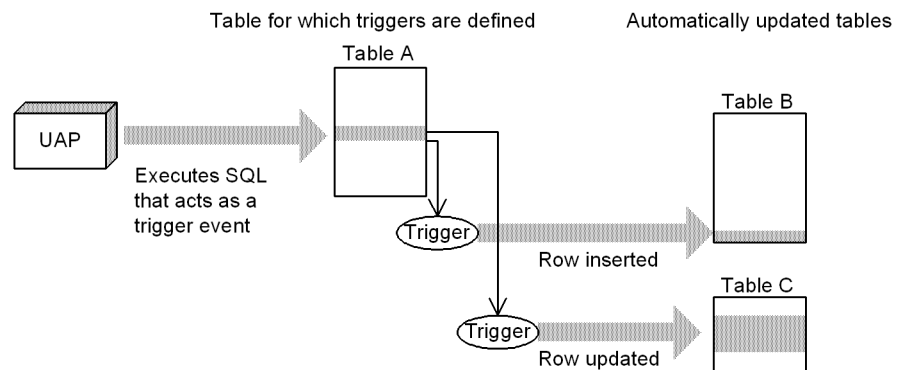 Table for which triggers are defined
Automatically updated tables
Table A
Table B
UAP
Executes SQL
that acts as a
trigger event
Trigger
Row inserted
Table C
Trigger
Row updated